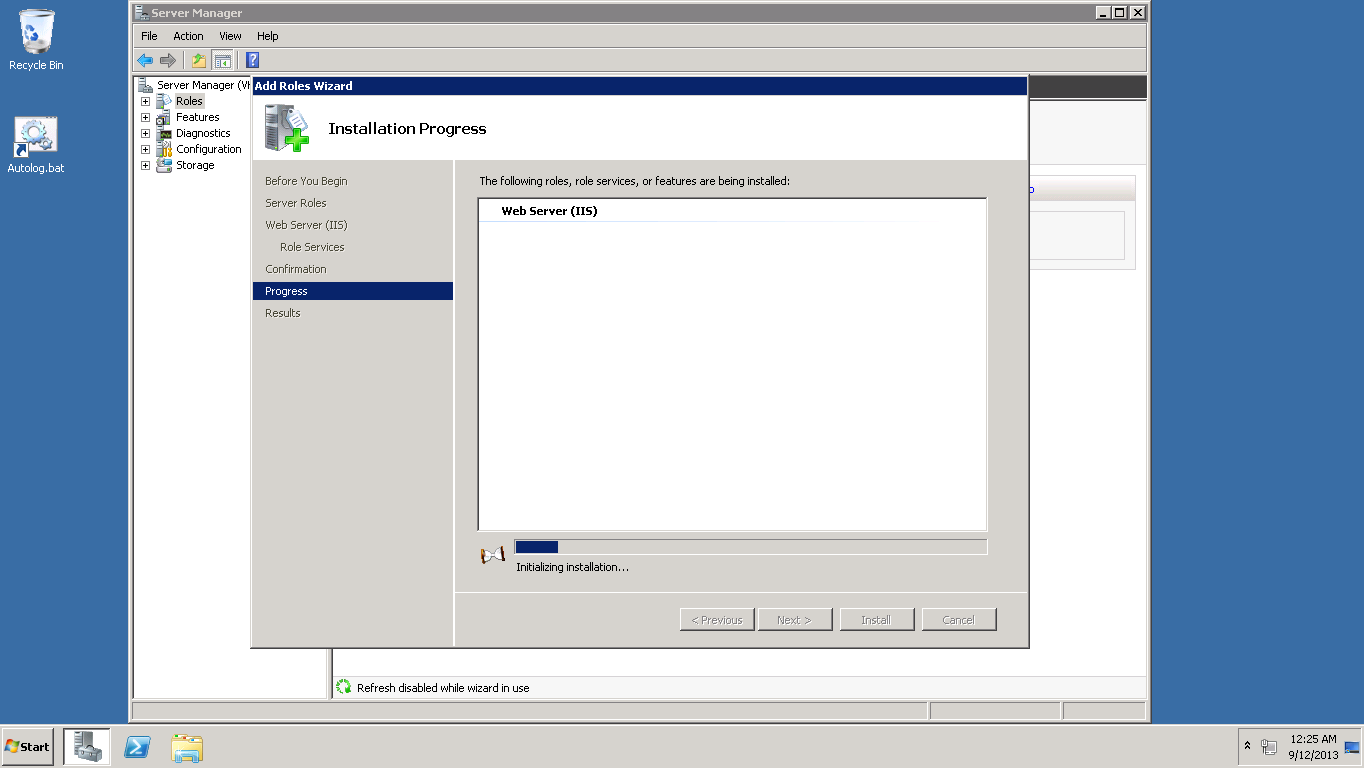 Recycle Bin
Autolog.bat
Server Manager
File Action View Help
Server Manager (VH
Roles
Features
Diagnostics
Configuration
Storage
Add Roles Wizard
Installation Progress
Before You Begin
Server Roles
Web Server (IIS)
Role Services
Confirmation
Progress
Results
The following roles, role services, or features are being installed:
Web Server (IIS)
Initializing installation...
< Previous Next > Install Cancel
Refresh disabled while wizard in use
Start
12:25 AM
9/12/2013